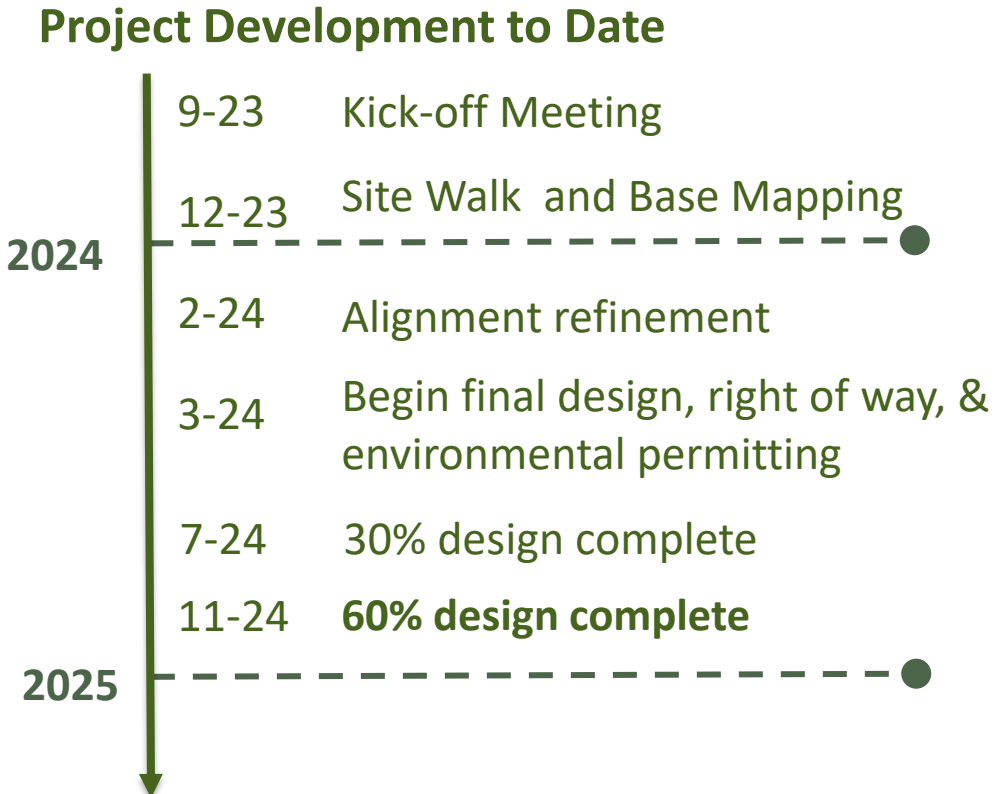 Project Development to Date
9-23 Kick-off Meeting
12-23 Site Walk and Base Mapping
2024
2-24 Alignment refinement
3-24 Begin final design, right of way, &
environmental permitting
7-24 30% design complete
11-24 60% design complete
2025